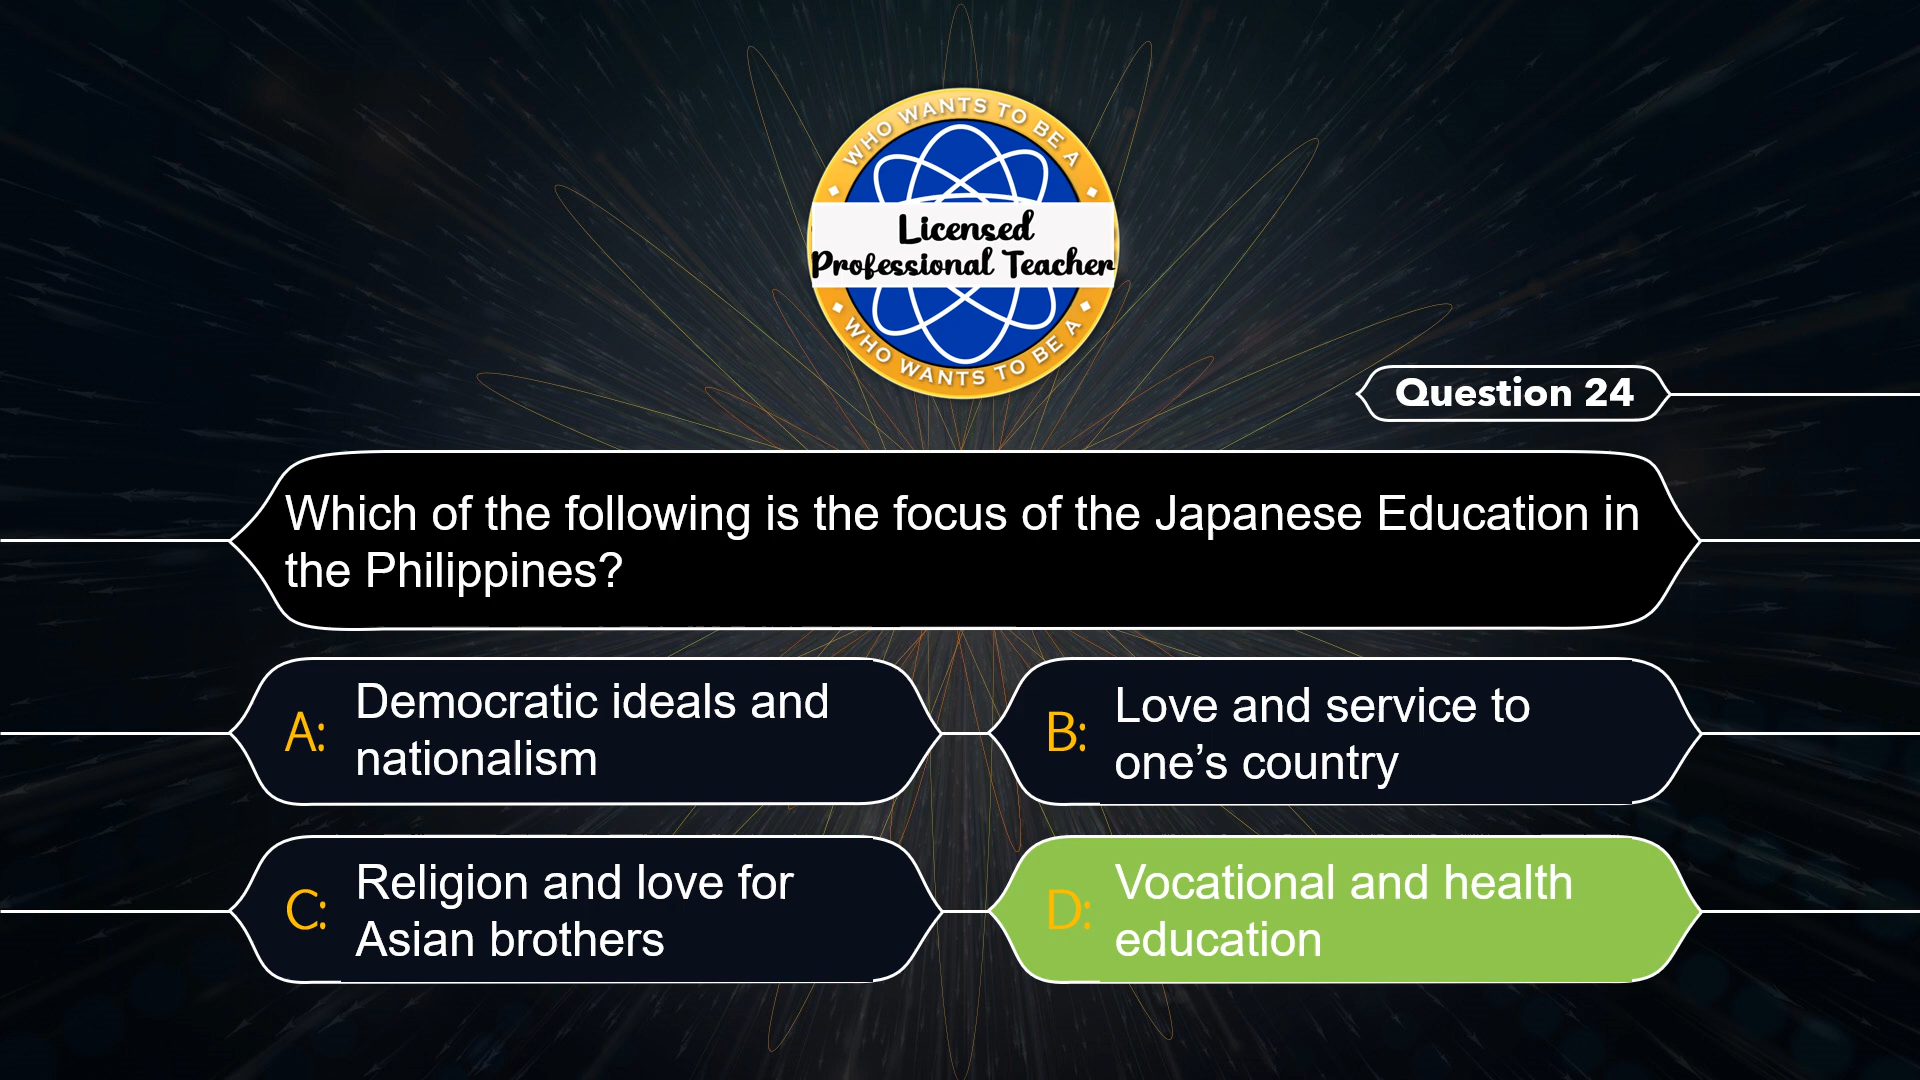 WHO WANTS TO BE A
Licensed
Professional Teacher
WHO WANTS TO BE A
Question 24
Which of the following is the focus of the Japanese Education in
the Philippines?
A: Democratic ideals and
nationalism
B: Love and service to
one’s country
C: Religion and love for
Asian brothers
D: Vocational and health
education